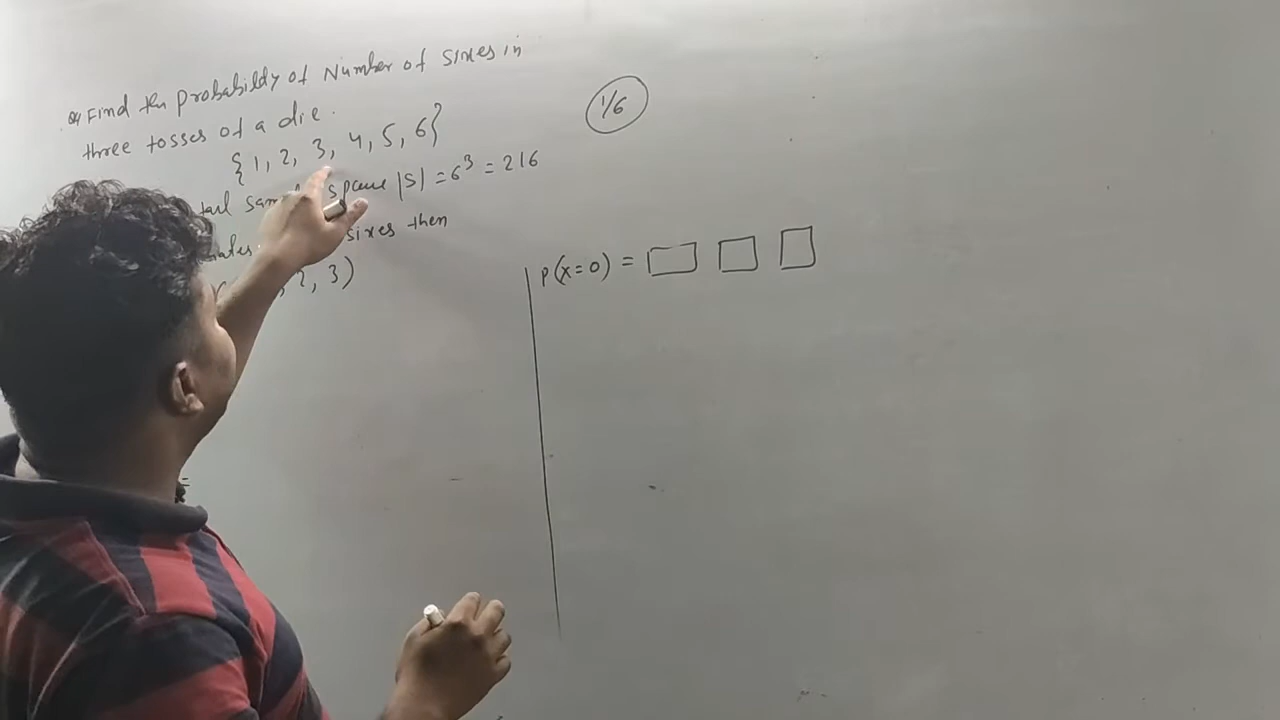 Q1 Find the probability of Number of sixes in
three tosses of a die.
{1, 2, 3, 4, 5, 6}
space |S| = 6³ = 216
sixes then
2, 3)
1/6
P(x=0) =